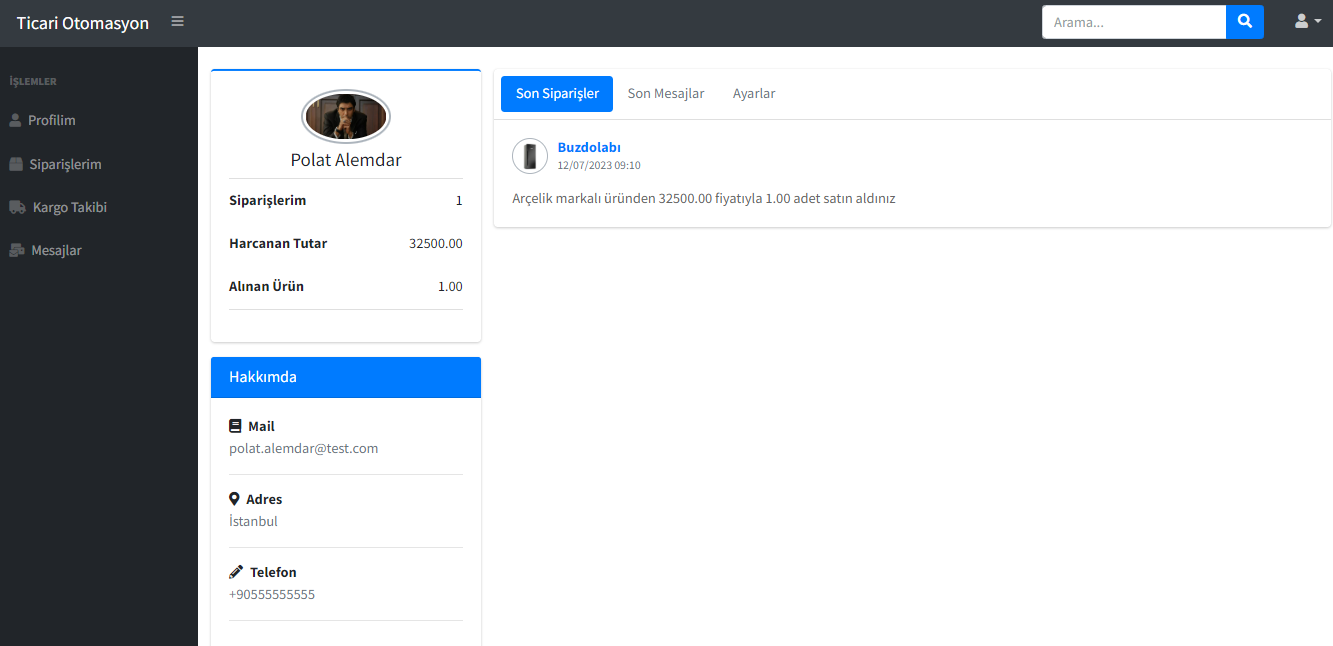 Ticari Otomasyon
Arama...
İŞLEMLER
Profilim
Siparişlerim
Kargo Takibi
Mesajlar
Polat Alemdar
Siparişlerim 1
Harcanan Tutar 32500.00
Alınan Ürün 1.00
Hakkımda
Mail
polat.alemdar@test.com
Adres
İstanbul
Telefon
+90555555555
Son Siparişler Son Mesajlar Ayarlar
Buzdolabı
12/07/2023 09:10
Arçelik markalı üründen 32500.00 fiyatıyla 1.00 adet satın aldınız